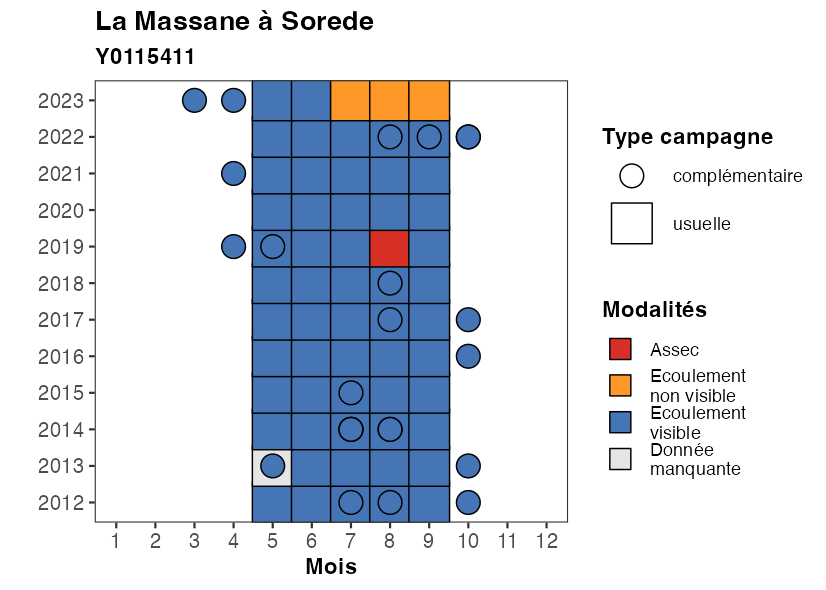 La Massane à Sorede
Y0115411
2023
2022
2021
2020
2019
2018
2017
2016
2015
2014
2013
2012
1 2 3 4 5 6 7 8 9 10 11 12
Mois
Type campagne
complémentaire
usuelle
Modalités
Assec
Ecoulement
non visible
Ecoulement
visible
Donnée
manquante